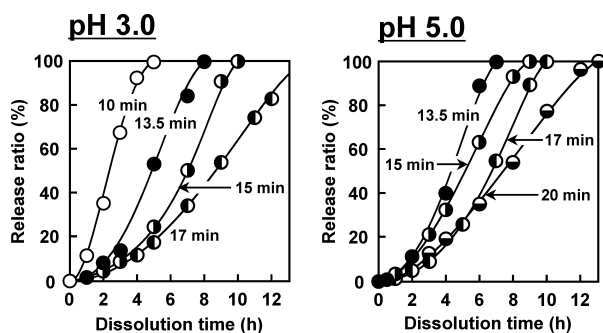 pH 3.0
pH 5.0
100
80
60
40
20
0
Release ratio (%)
10 min
13.5 min
15 min
17 min
0 2 4 6 8 10 12
Dissolution time (h)
100
80
60
40
20
0
Release ratio (%)
13.5 min
15 min
17 min
20 min
0 2 4 6 8 10 12
Dissolution time (h)